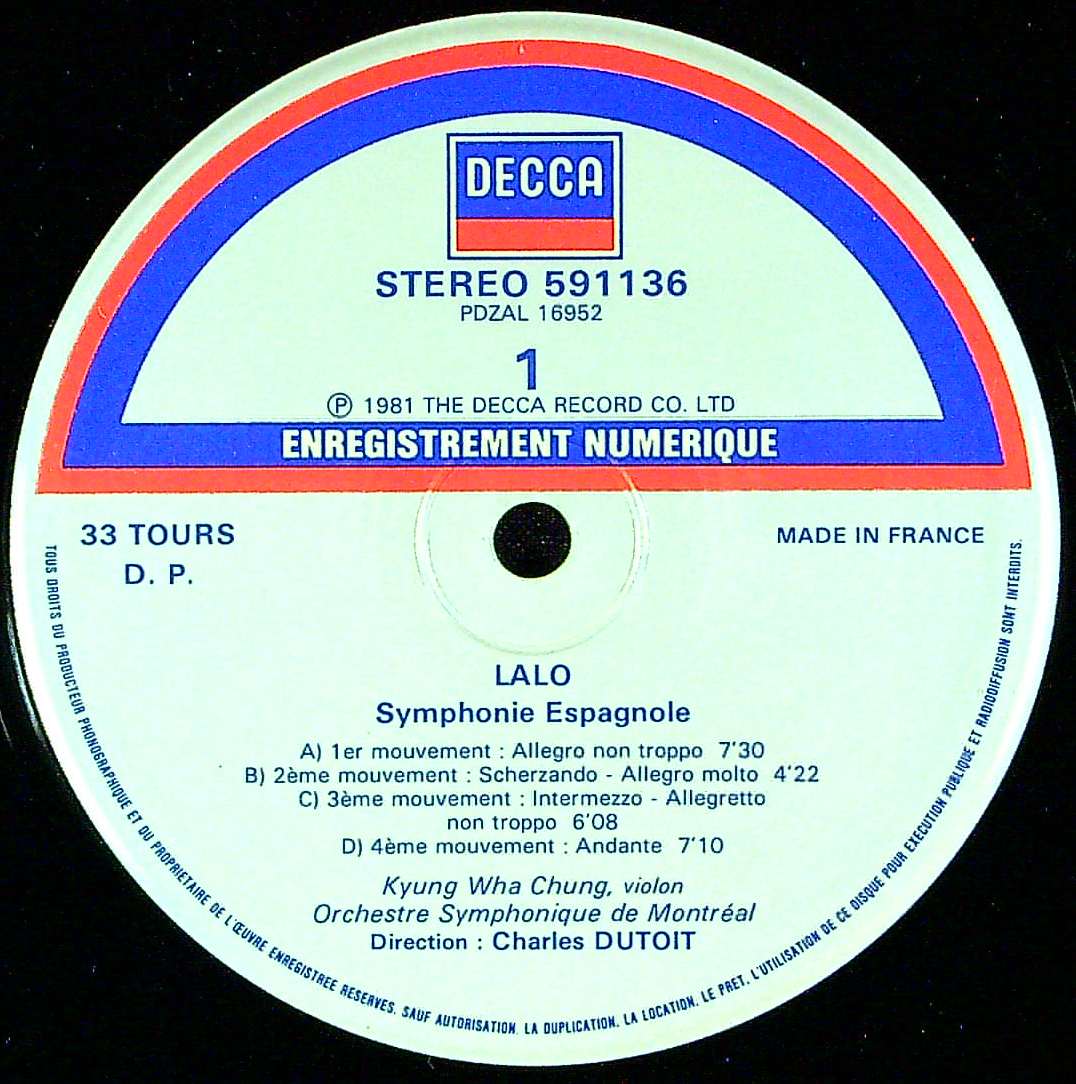 DECCA
STEREO 591136
PDZAL 16952
1
Ⓟ 1981 THE DECCA RECORD CO. LTD
ENREGISTREMENT NUMERIQUE
33 TOURS
D. P.
MADE IN FRANCE
LALO
Symphonie Espagnole
A) 1er mouvement : Allegro non troppo 7'30
B) 2ème mouvement : Scherzando - Allegro molto 4'22
C) 3ème mouvement : Intermezzo - Allegretto
non troppo 6'08
D) 4ème mouvement : Andante 7'10
Kyung Wha Chung, violon
Orchestre Symphonique de Montréal
Direction : Charles DUTOIT
TOUS DROITS DU PRODUCTEUR PHONOGRAPHIQUE ET DU PROPRIETAIRE DE L'ŒUVRE ENREGISTREE RESERVES. SAUF AUTORISATION, LA DUPLICATION, LA LOCATION, LE PRET, L'UTILISATION DE CE DISQUE POUR EXECUTION PUBLIQUE ET RADIODIFFUSION SONT INTERDITS.